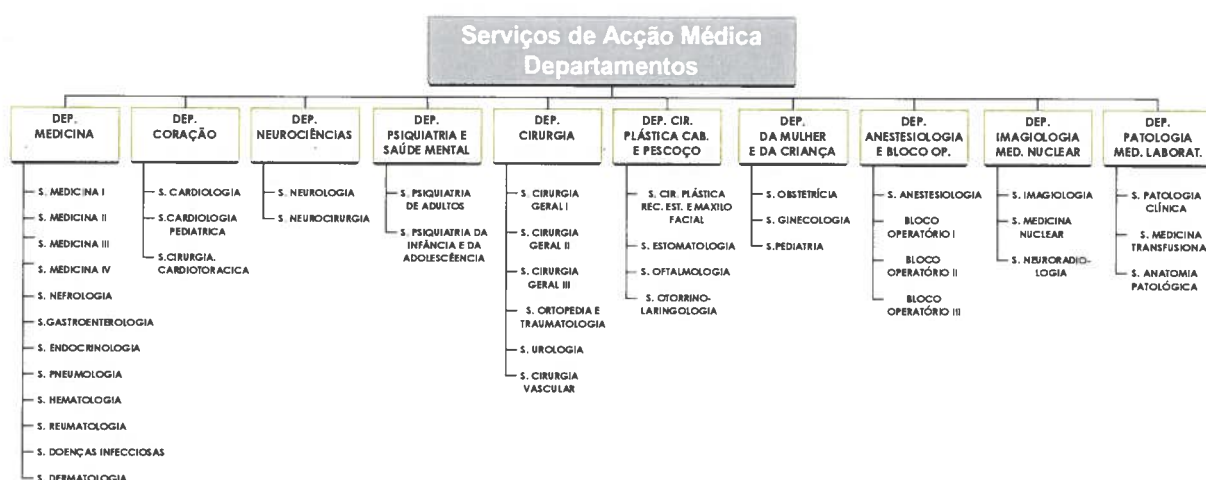 Serviços de Acção Médica
Departamentos
DEP.
MEDICINA
S. MEDICINA I
S. MEDICINA II
S. MEDICINA III
S. MEDICINA IV
S. NEFROLOGIA
S.GASTROENTEROLOGIA
S. ENDOCRINOLOGIA
S. PNEUMOLOGIA
S. HEMATOLOGIA
S. REUMATOLOGIA
S. DOENÇAS INFECCIOSAS
S. DERMATOLOGIA
DEP.
CORAÇÃO
S. CARDIOLOGIA
S.CARDIOLOGIA
PEDIATRICA
S.CIRURGIA.
CARDIOTORACICA
DEP.
NEUROCIÊNCIAS
S. NEUROLOGIA
S. NEUROCIRURGIA
DEP.
PSIQUIATRIA E
SAÚDE MENTAL
S. PSIQUIATRIA
DE ADULTOS
S. PSIQUIATRIA DA
INFÂNCIA E DA
ADOLESCÊENCIA
DEP.
CIRURGIA
S. CIRURGIA
GERAL I
S. CIRURGIA
GERAL II
S. CIRURGIA
GERAL III
S. ORTOPEDIA E
TRAUMATOLOGIA
S. UROLOGIA
S. CIRURGIA
VASCULAR
DEP. CIR.
PLÁSTICA CAB.
E PESCOÇO
S. CIR. PLÁSTICA
REC. EST. E MAXILO
FACIAL
S. ESTOMATOLOGIA
S. OFTALMOLOGIA
S. OTORRINO-
LARINGOLOGIA
DEP.
DA MULHER
E DA CRIANÇA
S. OBSTETRÍCIA
S. GINECOLOGIA
S.PEDIATRIA
DEP.
ANESTESIOLOGIA
E BLOCO OP.
S. ANESTESIOLOGIA
BLOCO
OPERATÓRIO I
BLOCO
OPERATÓRIO II
BLOCO
OPERATÓRIO III
DEP.
IMAGIOLOGIA
MED. NUCLEAR
S. IMAGIOLOGIA
S. MEDICINA
NUCLEAR
S. NEURORADIO-
LOGIA
DEP.
PATOLOGIA
MED. LABORAT.
S. PATOLOGIA
CLÍNICA
S. MEDICINA
TRANSFUSIONA
S. ANATOMIA
PATOLÓGICA